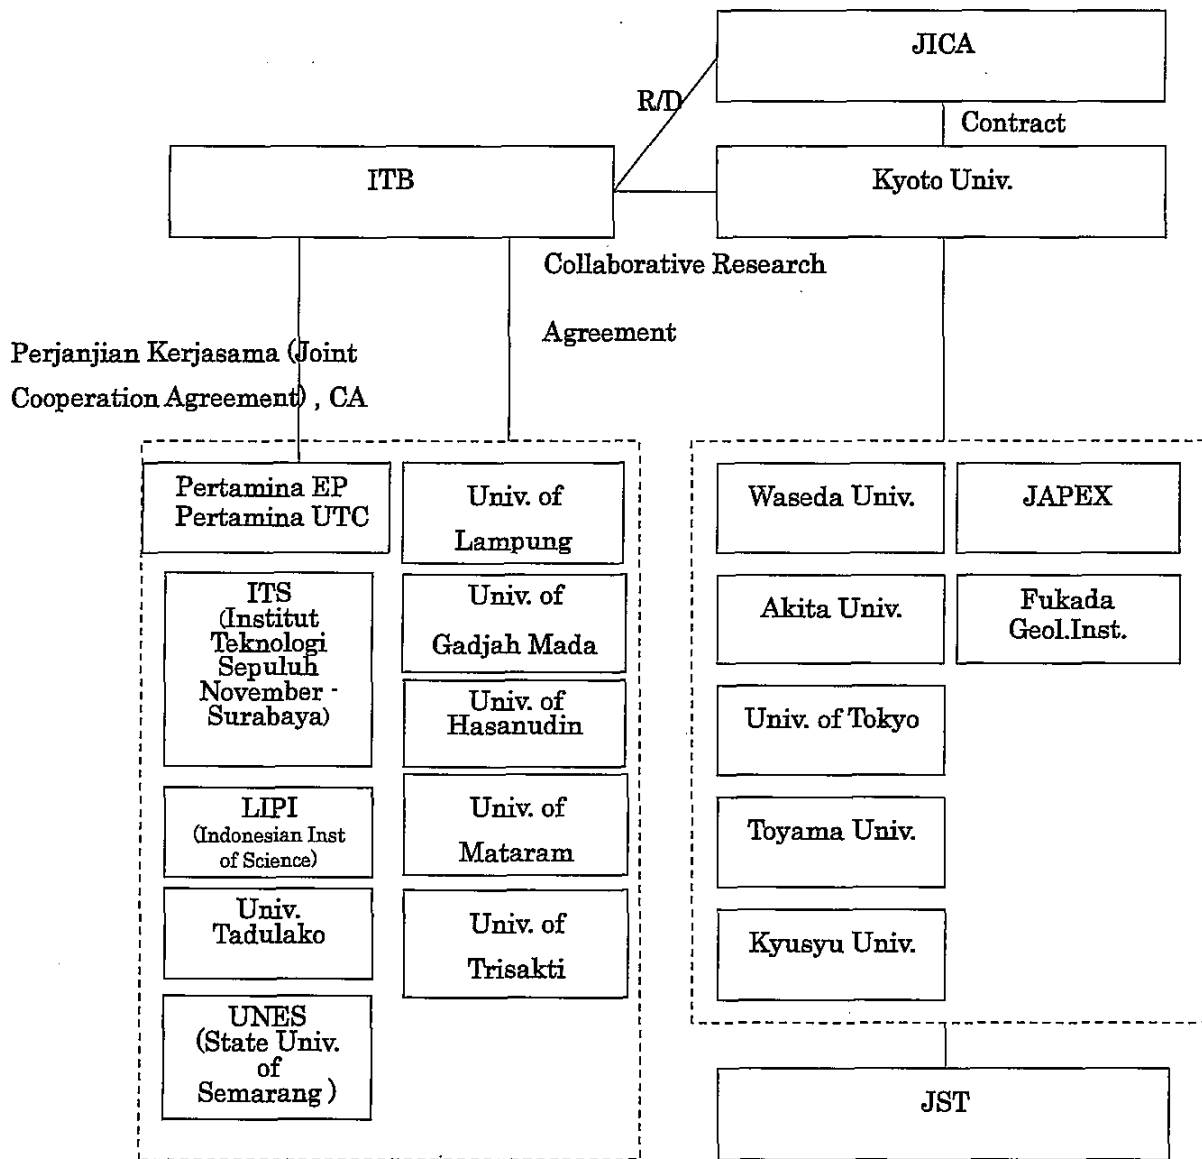 JICA
R/D
Contract
ITB
Kyoto Univ.
Collaborative Research
Agreement
Perjanjian Kerjasama (Joint
Cooperation Agreement) , CA
Pertamina EP
Pertamina UTC
ITS
(Institut
Teknologi
Sepuluh
November -
Surabaya)
LIPI
(Indonesian Inst
of Science)
Univ.
Tadulako
UNES
(State Univ.
of
Semarang )
Univ. of
Lampung
Univ. of
Gadjah Mada
Univ. of
Hasanudin
Univ. of
Mataram
Univ. of
Trisakti
Waseda Univ.
Akita Univ.
Univ. of Tokyo
Toyama Univ.
Kyusyu Univ.
JAPEX
Fukada
Geol.Inst.
JST